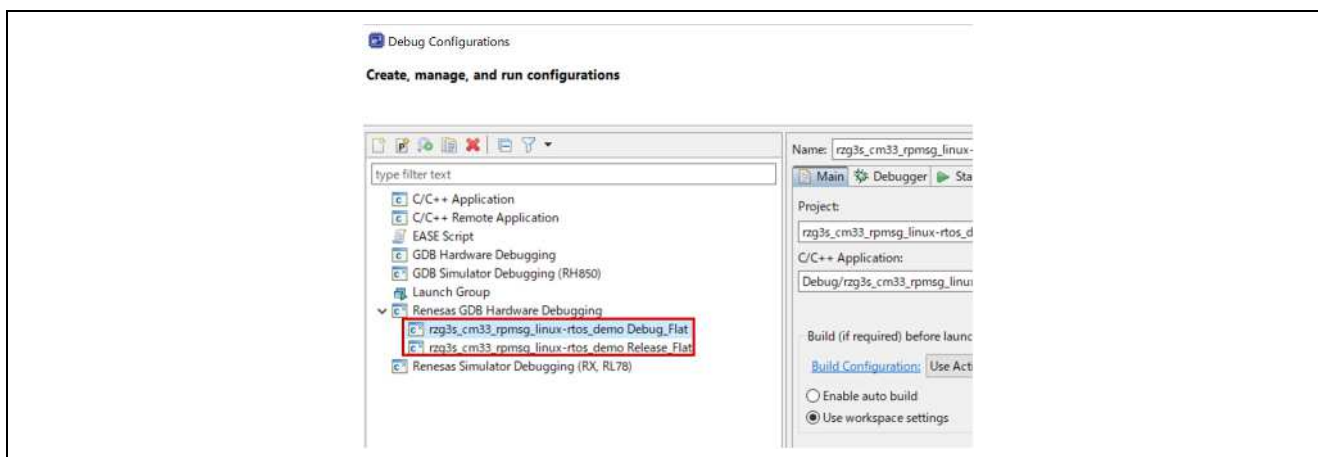 Debug Configurations
Create, manage, and run configurations
type filter text
C/C++ Application
C/C++ Remote Application
EASE Script
GDB Hardware Debugging
GDB Simulator Debugging (RH850)
Launch Group
Renesas GDB Hardware Debugging
rzg3s_cm33_rpmsg_linux-rtos_demo Debug_Flat
rzg3s_cm33_rpmsg_linux-rtos_demo Release_Flat
Renesas Simulator Debugging (RX, RL78)
Name: rzg3s_cm33_rpmsg_linux-
Main Debugger Sta
Project:
rzg3s_cm33_rpmsg_linux-rtos_d
C/C++ Application:
Debug/rzg3s_cm33_rpmsg_linu
Build (if required) before launc
Build Configuration: Use Act
Enable auto build
Use workspace settings